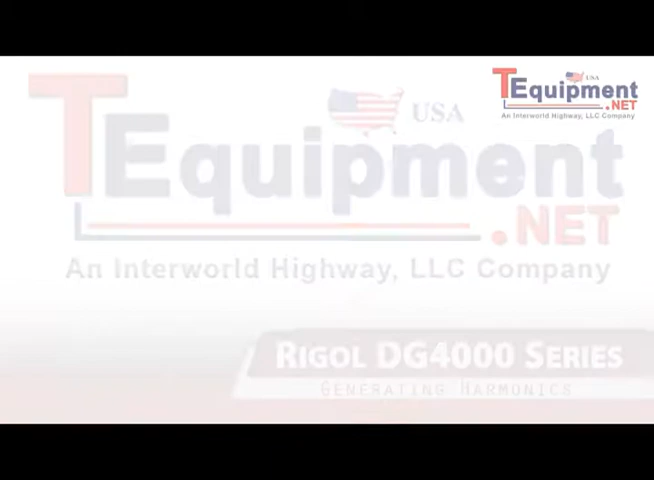 TEquipment
USA
.NET
An Interworld Highway, LLC Company
TEquipment
USA
.NET
An Interworld Highway, LLC Company
RIGOL DG4000 SERIES
GENERATING HARMONICS